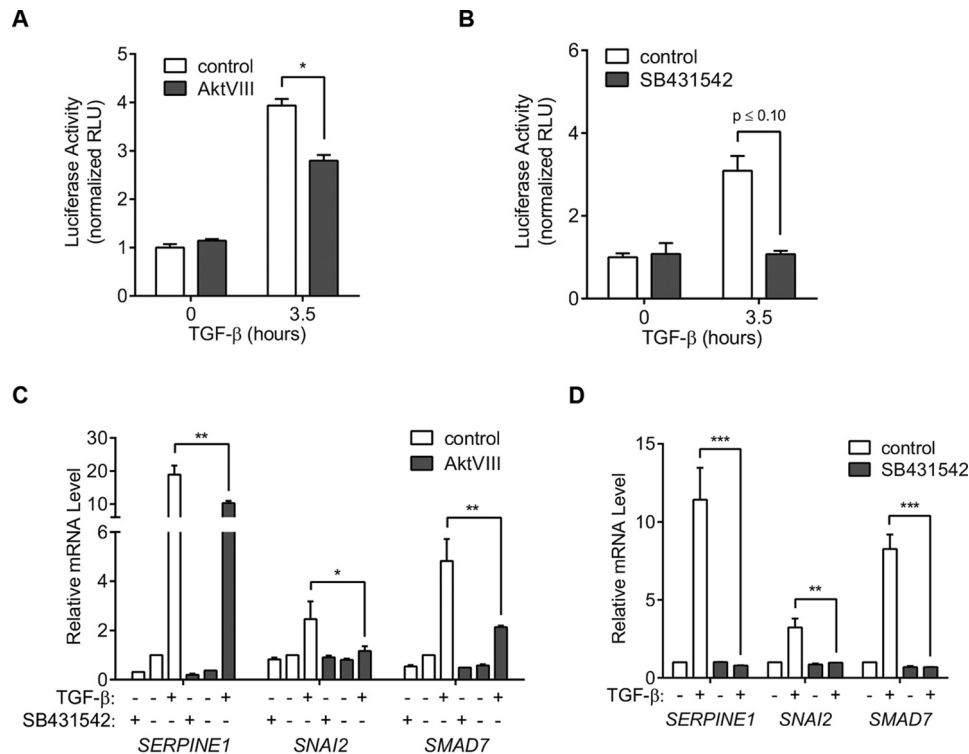 A
Luciferase Activity
(normalized RLU)
5
4
3
2
1
0
control
AktVIII
*
0
3.5
TGF-β (hours)
B
Luciferase Activity
(normalized RLU)
6
4
2
0
control
SB431542
p ≤ 0.10
0
3.5
TGF-β (hours)
C
Relative mRNA Level
30
20
10
6
4
2
0
control
AktVIII
**
*
**
TGF-β: - - + - - + - - + - - + - - + - - +
SB431542: + - - + - - + - - + - - + - - + - -
SERPINE1 SNAI2 SMAD7
D
Relative mRNA Level
15
10
5
0
control
SB431542
***
**
***
TGF-β: - + - + - + - + - + - +
SERPINE1 SNAI2 SMAD7